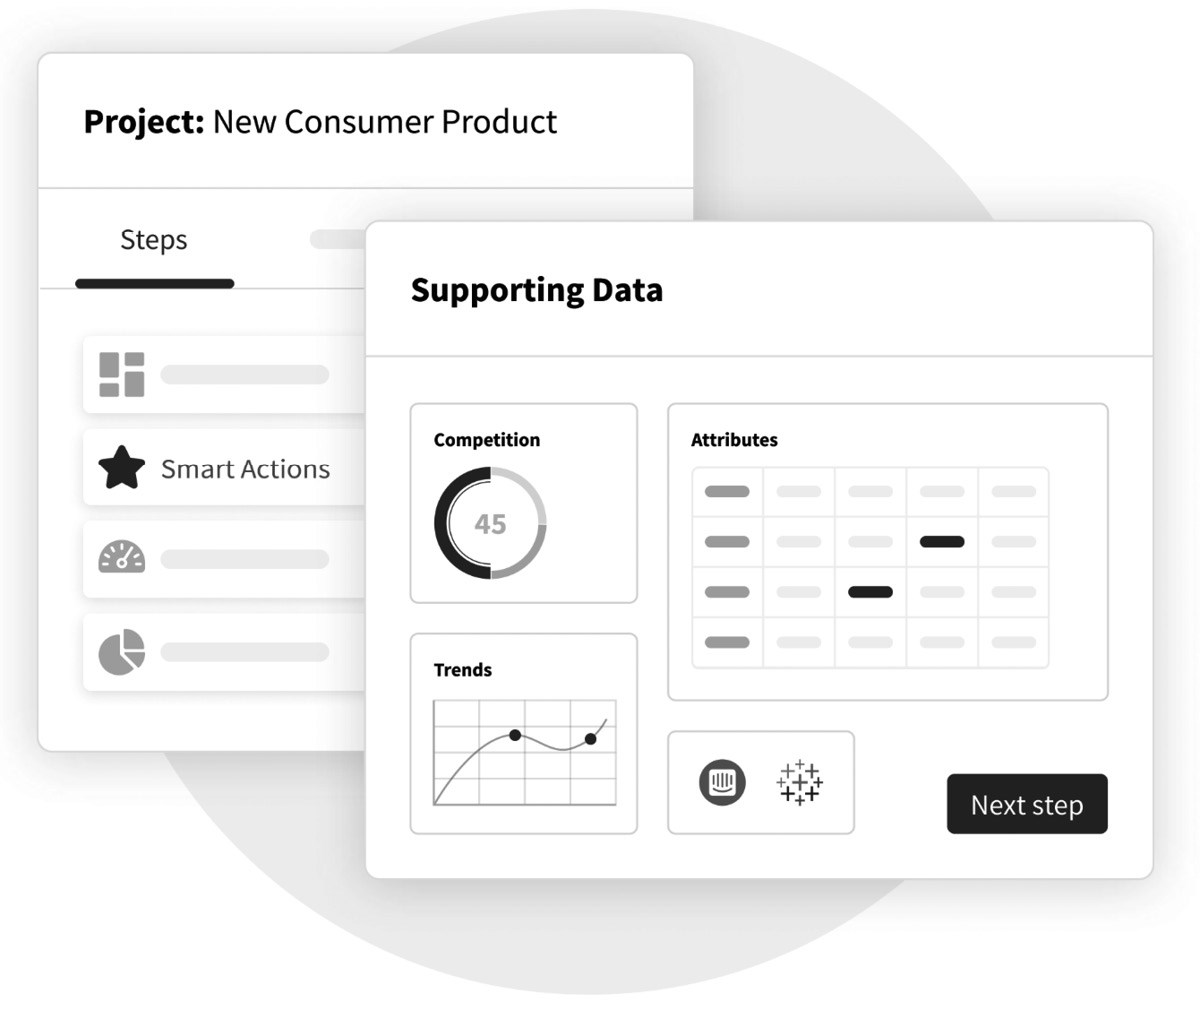 Project: New Consumer Product
Steps
Smart Actions
Supporting Data
Competition
45
Attributes
Trends
Next step